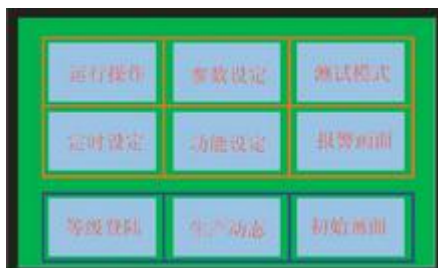 运行操作 参数设定 测试模式
定时设定 功能设定 报警画面
等级登陆 生产动态 初始画面